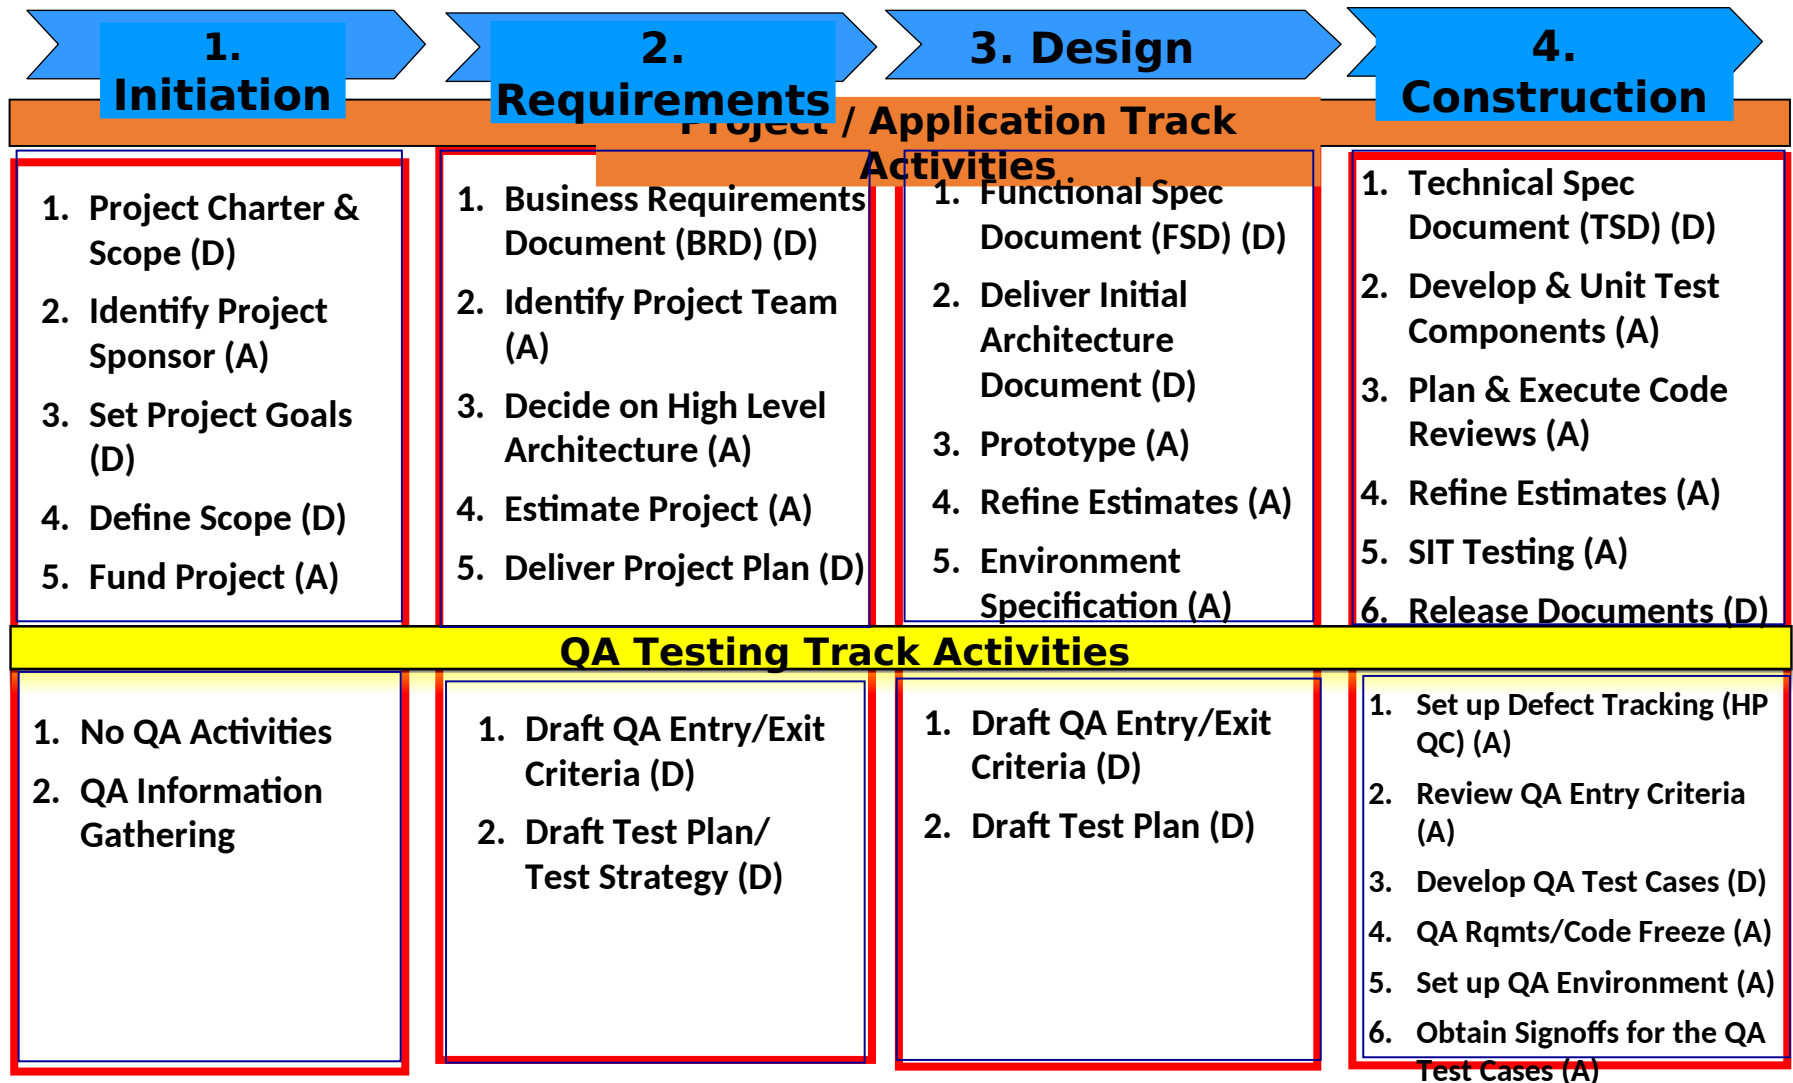 1.
Initiation
2.
Requirements
3. Design
4.
Construction
Project / Application Track
Activities
1. Project Charter &
Scope (D)
2. Identify Project
Sponsor (A)
3. Set Project Goals
(D)
4. Define Scope (D)
5. Fund Project (A)
1. Business Requirements
Document (BRD) (D)
2. Identify Project Team
(A)
3. Decide on High Level
Architecture (A)
4. Estimate Project (A)
5. Deliver Project Plan (D)
1. Functional Spec
Document (FSD) (D)
2. Deliver Initial
Architecture
Document (D)
3. Prototype (A)
4. Refine Estimates (A)
5. Environment
Specification (A)
1. Technical Spec
Document (TSD) (D)
2. Develop & Unit Test
Components (A)
3. Plan & Execute Code
Reviews (A)
4. Refine Estimates (A)
5. SIT Testing (A)
6. Release Documents (D)
QA Testing Track Activities
1. No QA Activities
2. QA Information
Gathering
1. Draft QA Entry/Exit
Criteria (D)
2. Draft Test Plan/
Test Strategy (D)
1. Draft QA Entry/Exit
Criteria (D)
2. Draft Test Plan (D)
1. Set up Defect Tracking (HP
QC) (A)
2. Review QA Entry Criteria
(A)
3. Develop QA Test Cases (D)
4. QA Rqmts/Code Freeze (A)
5. Set up QA Environment (A)
6. Obtain Signoffs for the QA
Test Cases (A)